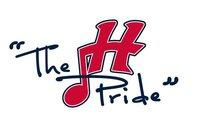 "The H
Pride"